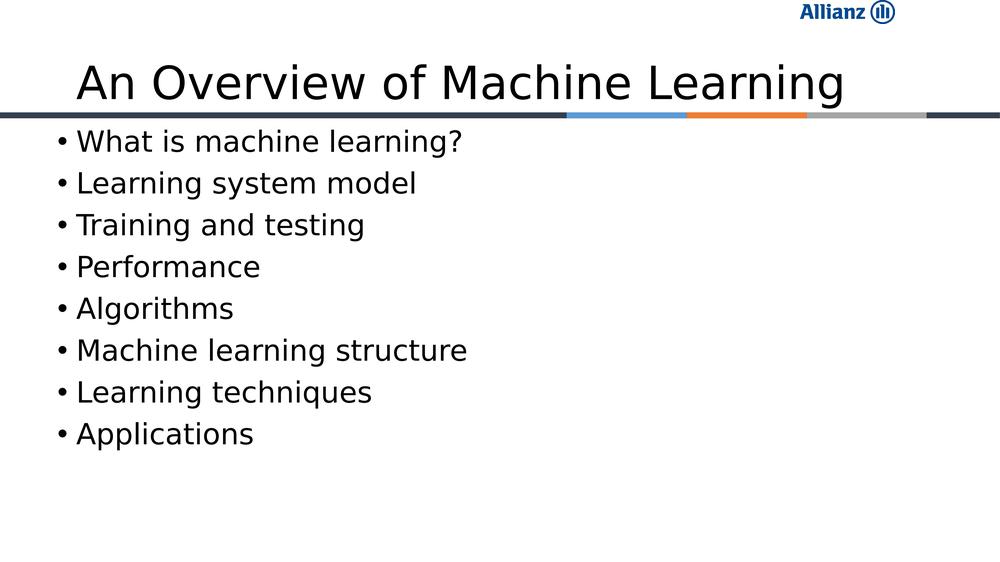 Allianz
An Overview of Machine Learning
• What is machine learning?
• Learning system model
• Training and testing
• Performance
• Algorithms
• Machine learning structure
• Learning techniques
• Applications